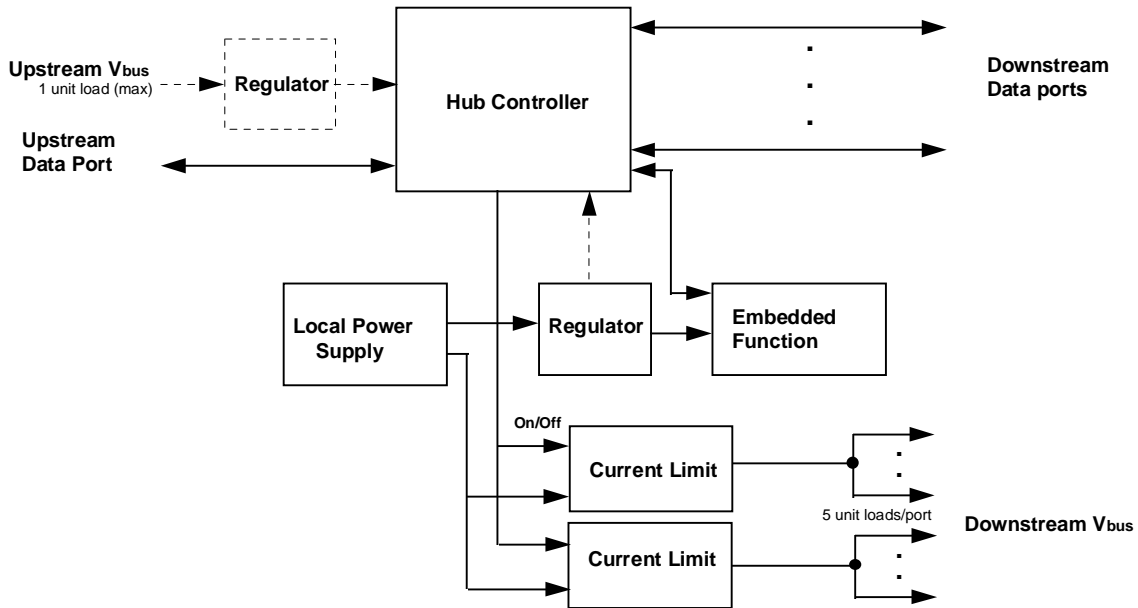 Upstream Vbus
1 unit load (max)
Regulator
Hub Controller
Downstream
Data ports
Upstream
Data Port
Local Power
Supply
Regulator
Embedded
Function
On/Off
Current Limit
5 unit loads/port
Downstream Vbus
Current Limit